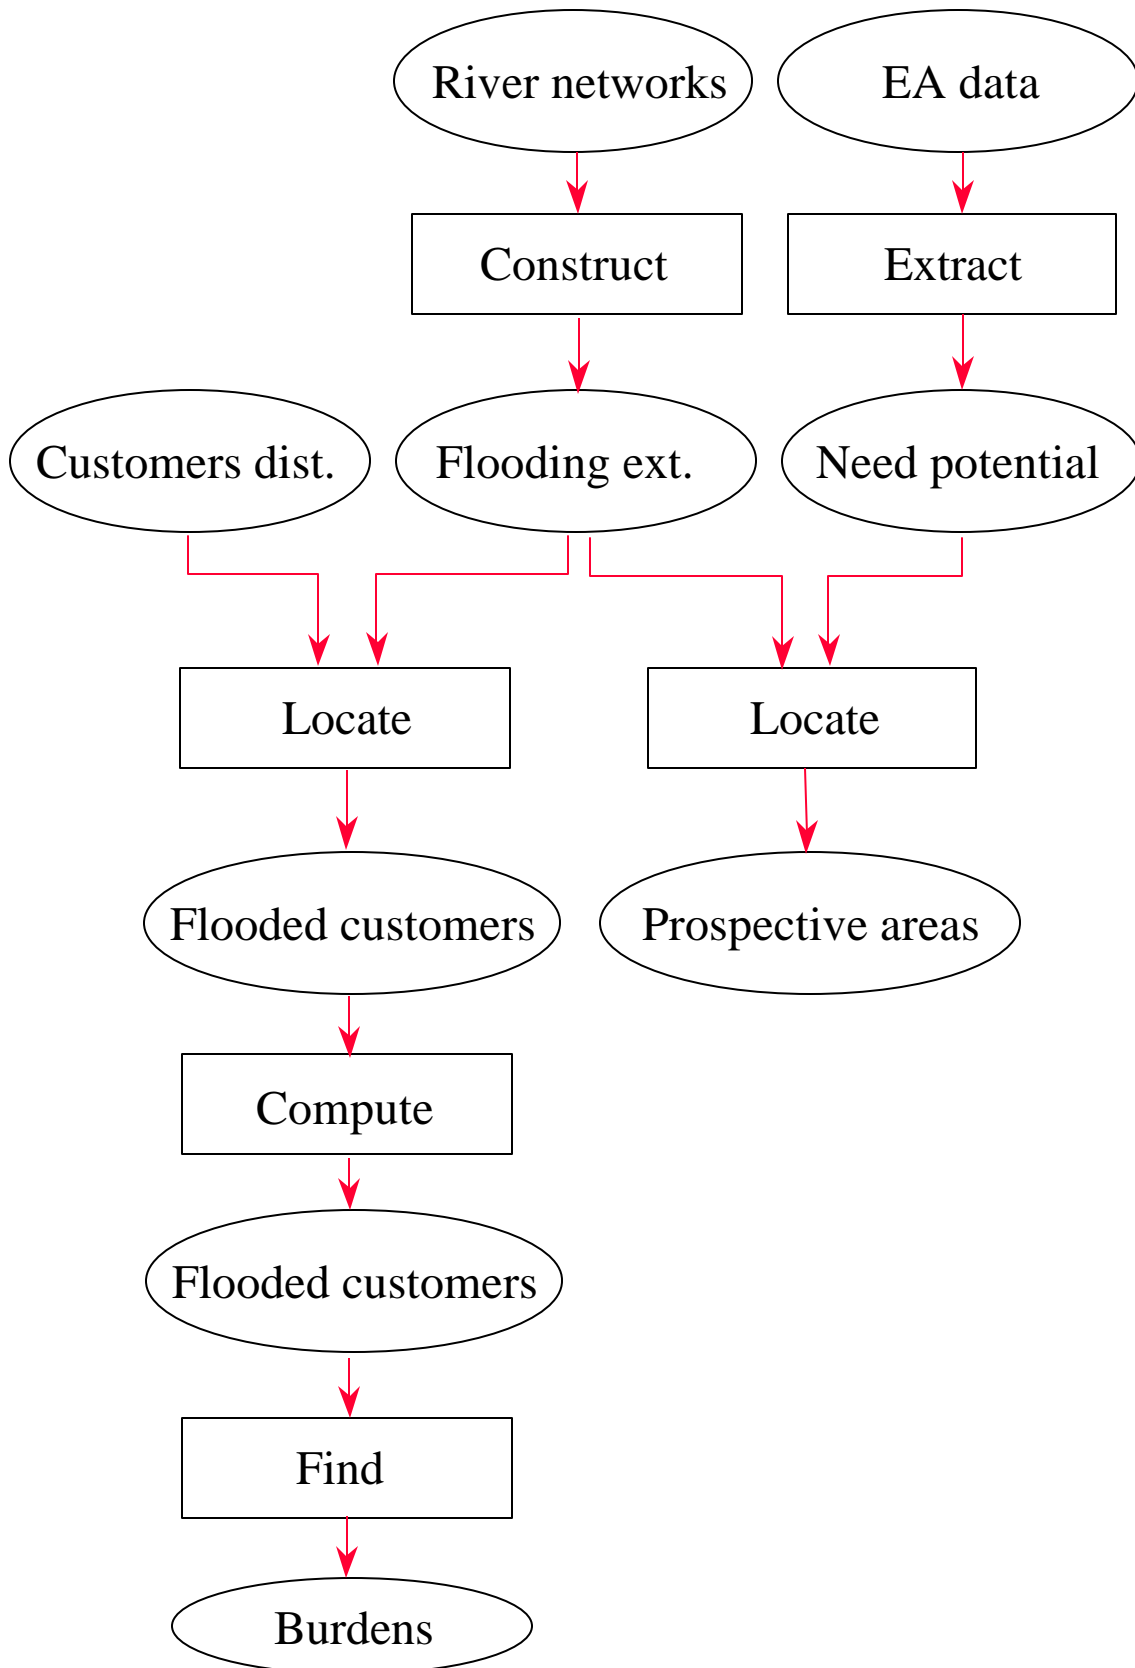 River networks
EA data
Construct
Extract
Customers dist.
Flooding ext.
Need potential
Locate
Locate
Flooded customers
Prospective areas
Compute
Flooded customers
Find
Burdens